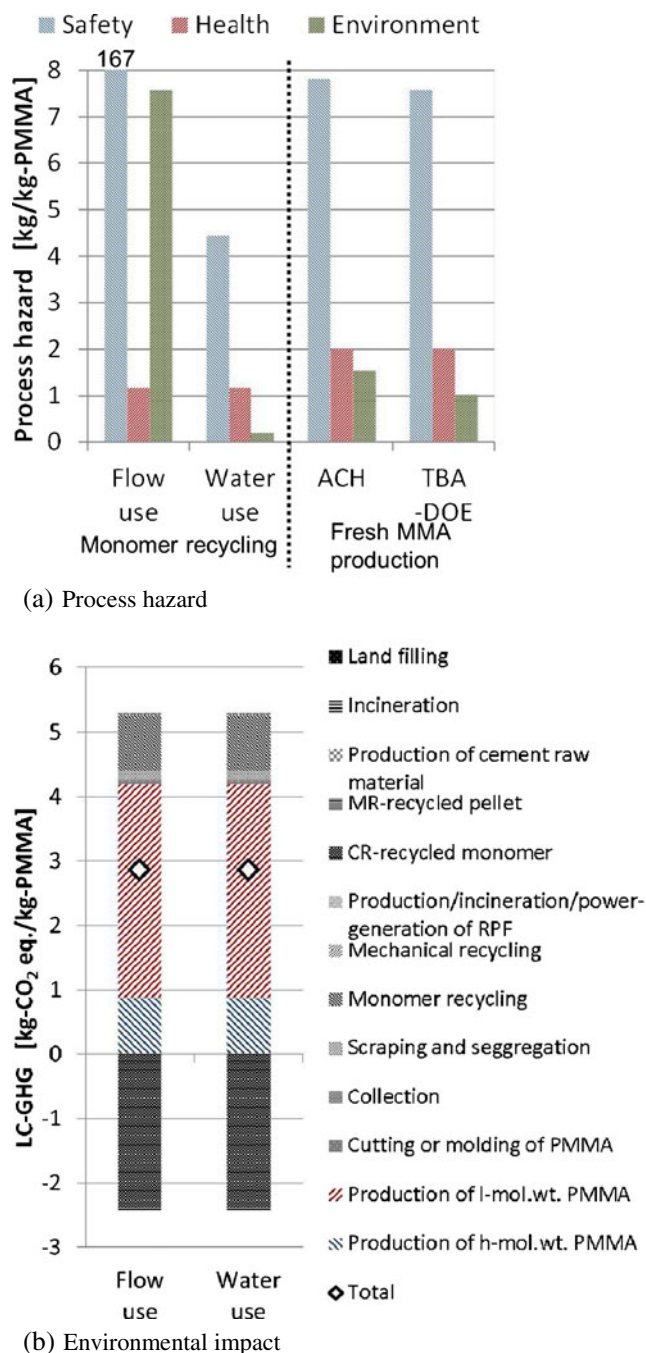 Safety Health Environment
167
8
7
6
5
4
3
2
1
0
Process hazard [kg/kg-PMMA]
Flow use
Water use
ACH
TBA -DOE
Monomer recycling
Fresh MMA production
(a) Process hazard
6
5
4
3
2
1
0
-1
-2
-3
LC-GHG [kg-CO₂ eq./kg-PMMA]
Flow use
Water use
Land filling
Incineration
Production of cement raw
material
MR-recycled pellet
CR-recycled monomer
Production/incineration/power-
generation of RPF
Mechanical recycling
Monomer recycling
Scraping and seggregation
Collection
Cutting or molding of PMMA
Production of l-mol.wt. PMMA
Production of h-mol.wt. PMMA
Total
(b) Environmental impact